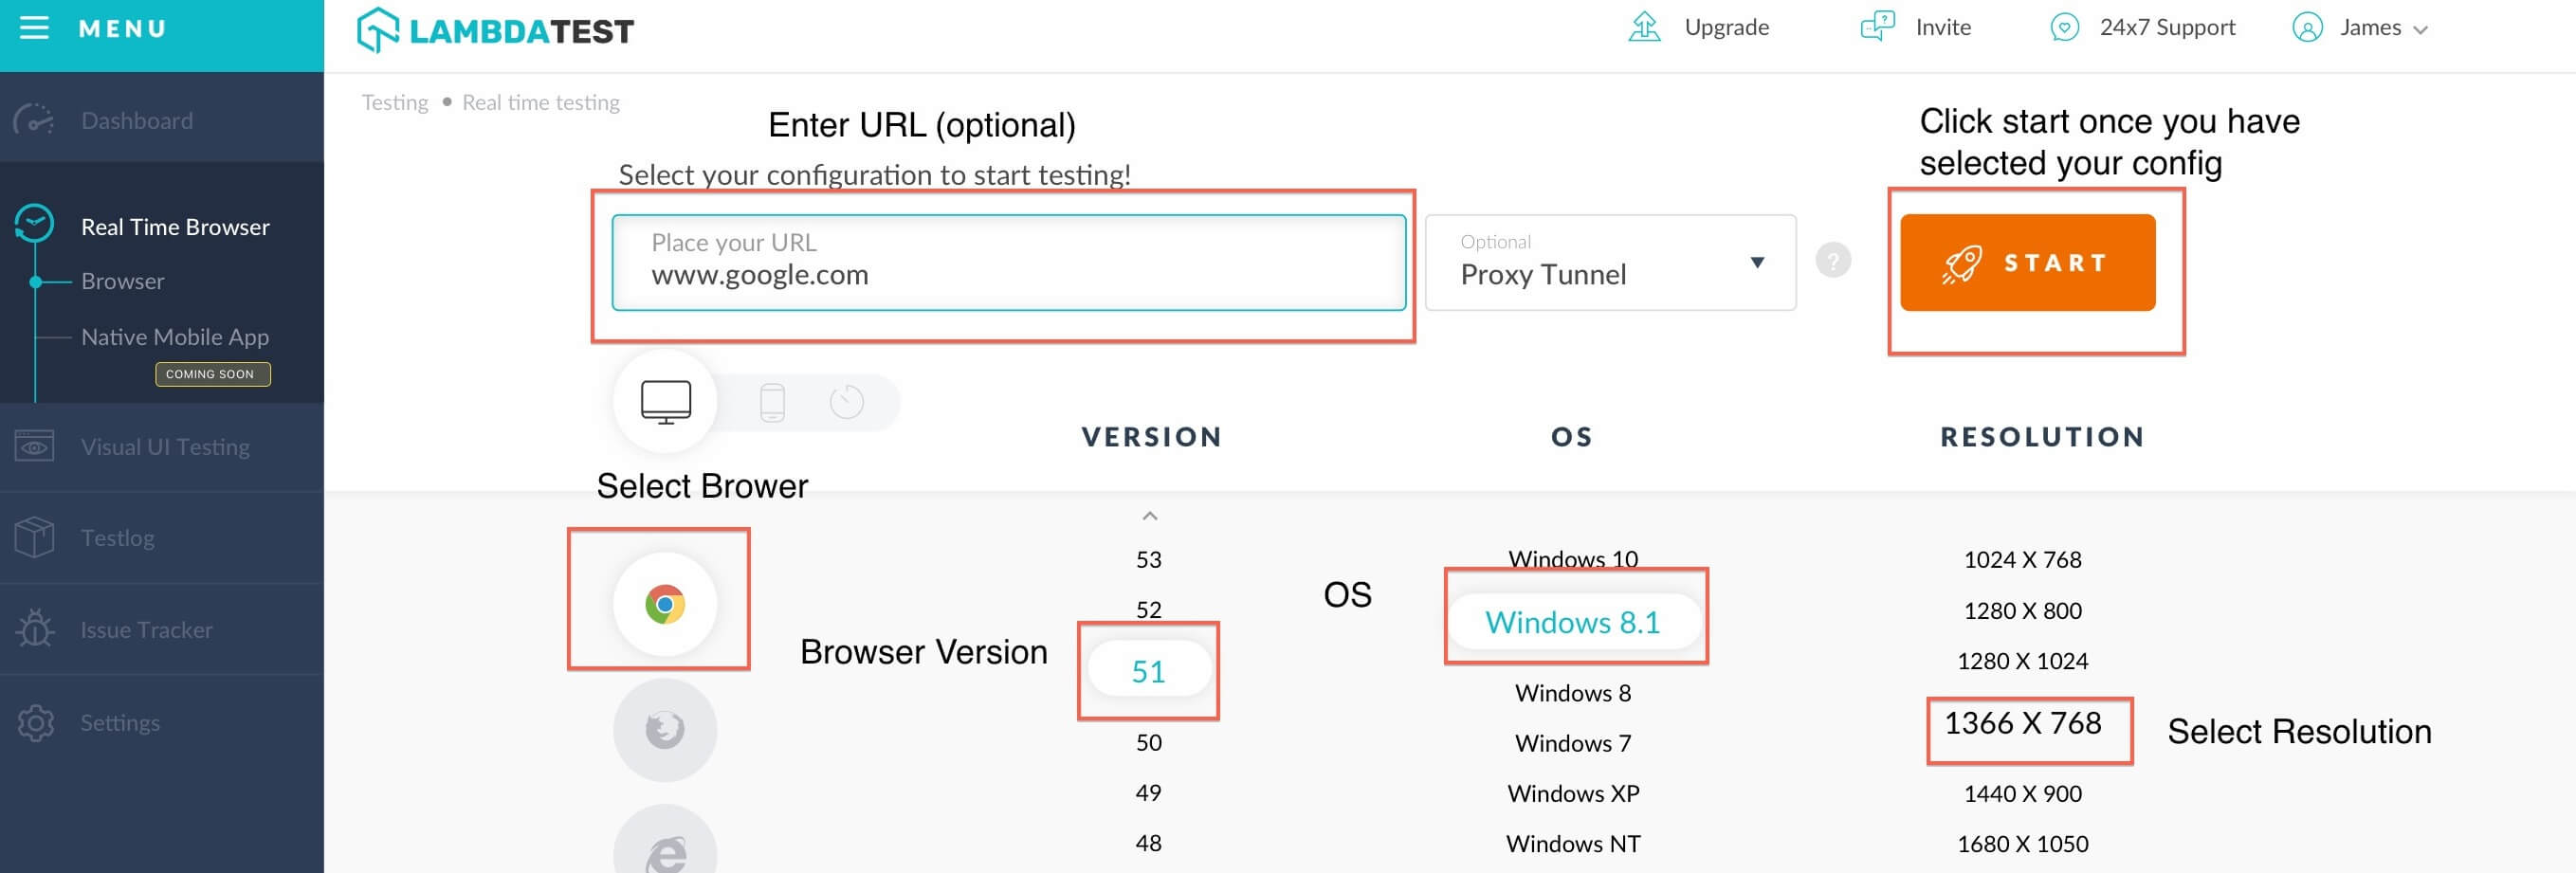 MENU
LAMBDATEST
Upgrade
Invite
24x7 Support
James
Dashboard
Real Time Browser
Browser
Native Mobile App
COMING SOON
Visual UI Testing
Testlog
Issue Tracker
Settings
Testing • Real time testing
Enter URL (optional)
Click start once you have
selected your config
Select your configuration to start testing!
Place your URL
www.google.com
Optional
Proxy Tunnel
?
START
VERSION
OS
RESOLUTION
Select Brower
Browser Version
53
52
51
50
49
48
OS
Windows 10
Windows 8.1
Windows 8
Windows 7
Windows XP
Windows NT
1024 X 768
1280 X 800
1280 X 1024
1366 X 768
1440 X 900
1680 X 1050
Select Resolution